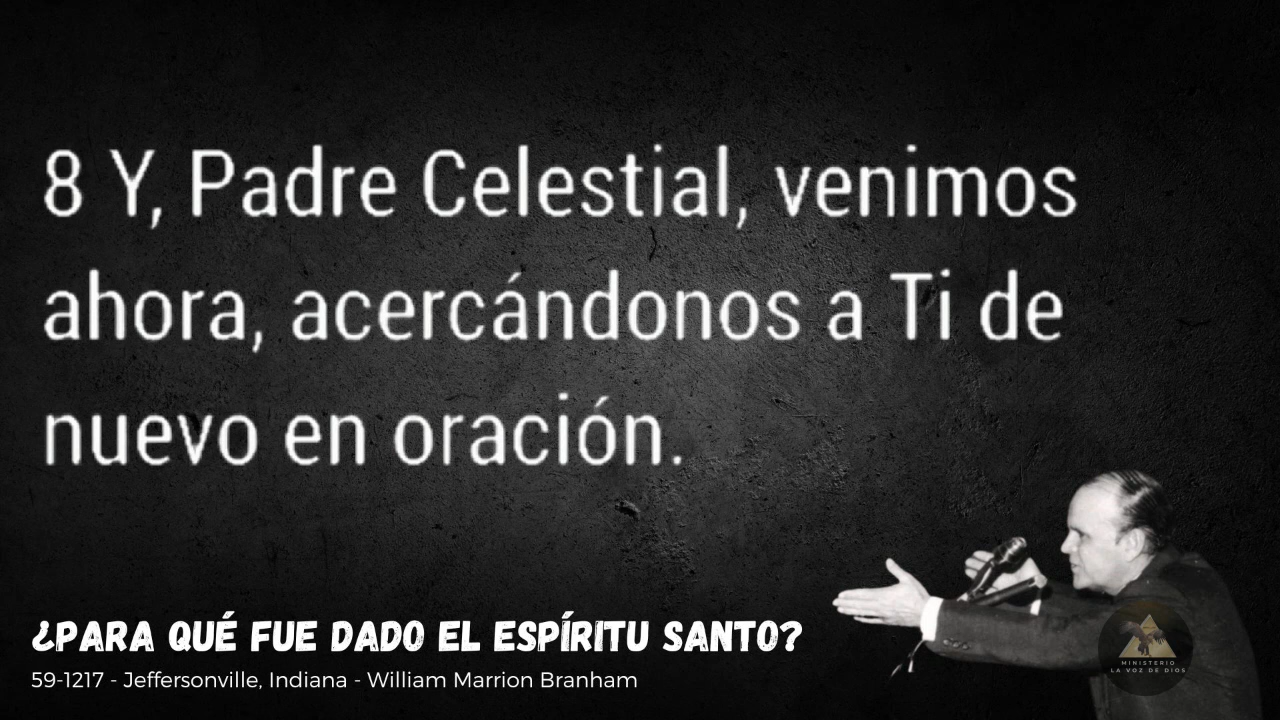 8 Y, Padre Celestial, venimos
ahora, acercándonos a Ti de
nuevo en oración.
¿PARA QUÉ FUE DADO EL ESPÍRITU SANTO?
59-1217 - Jeffersonville, Indiana - William Marrion Branham
MINISTERIO
LA VOZ DE DIOS